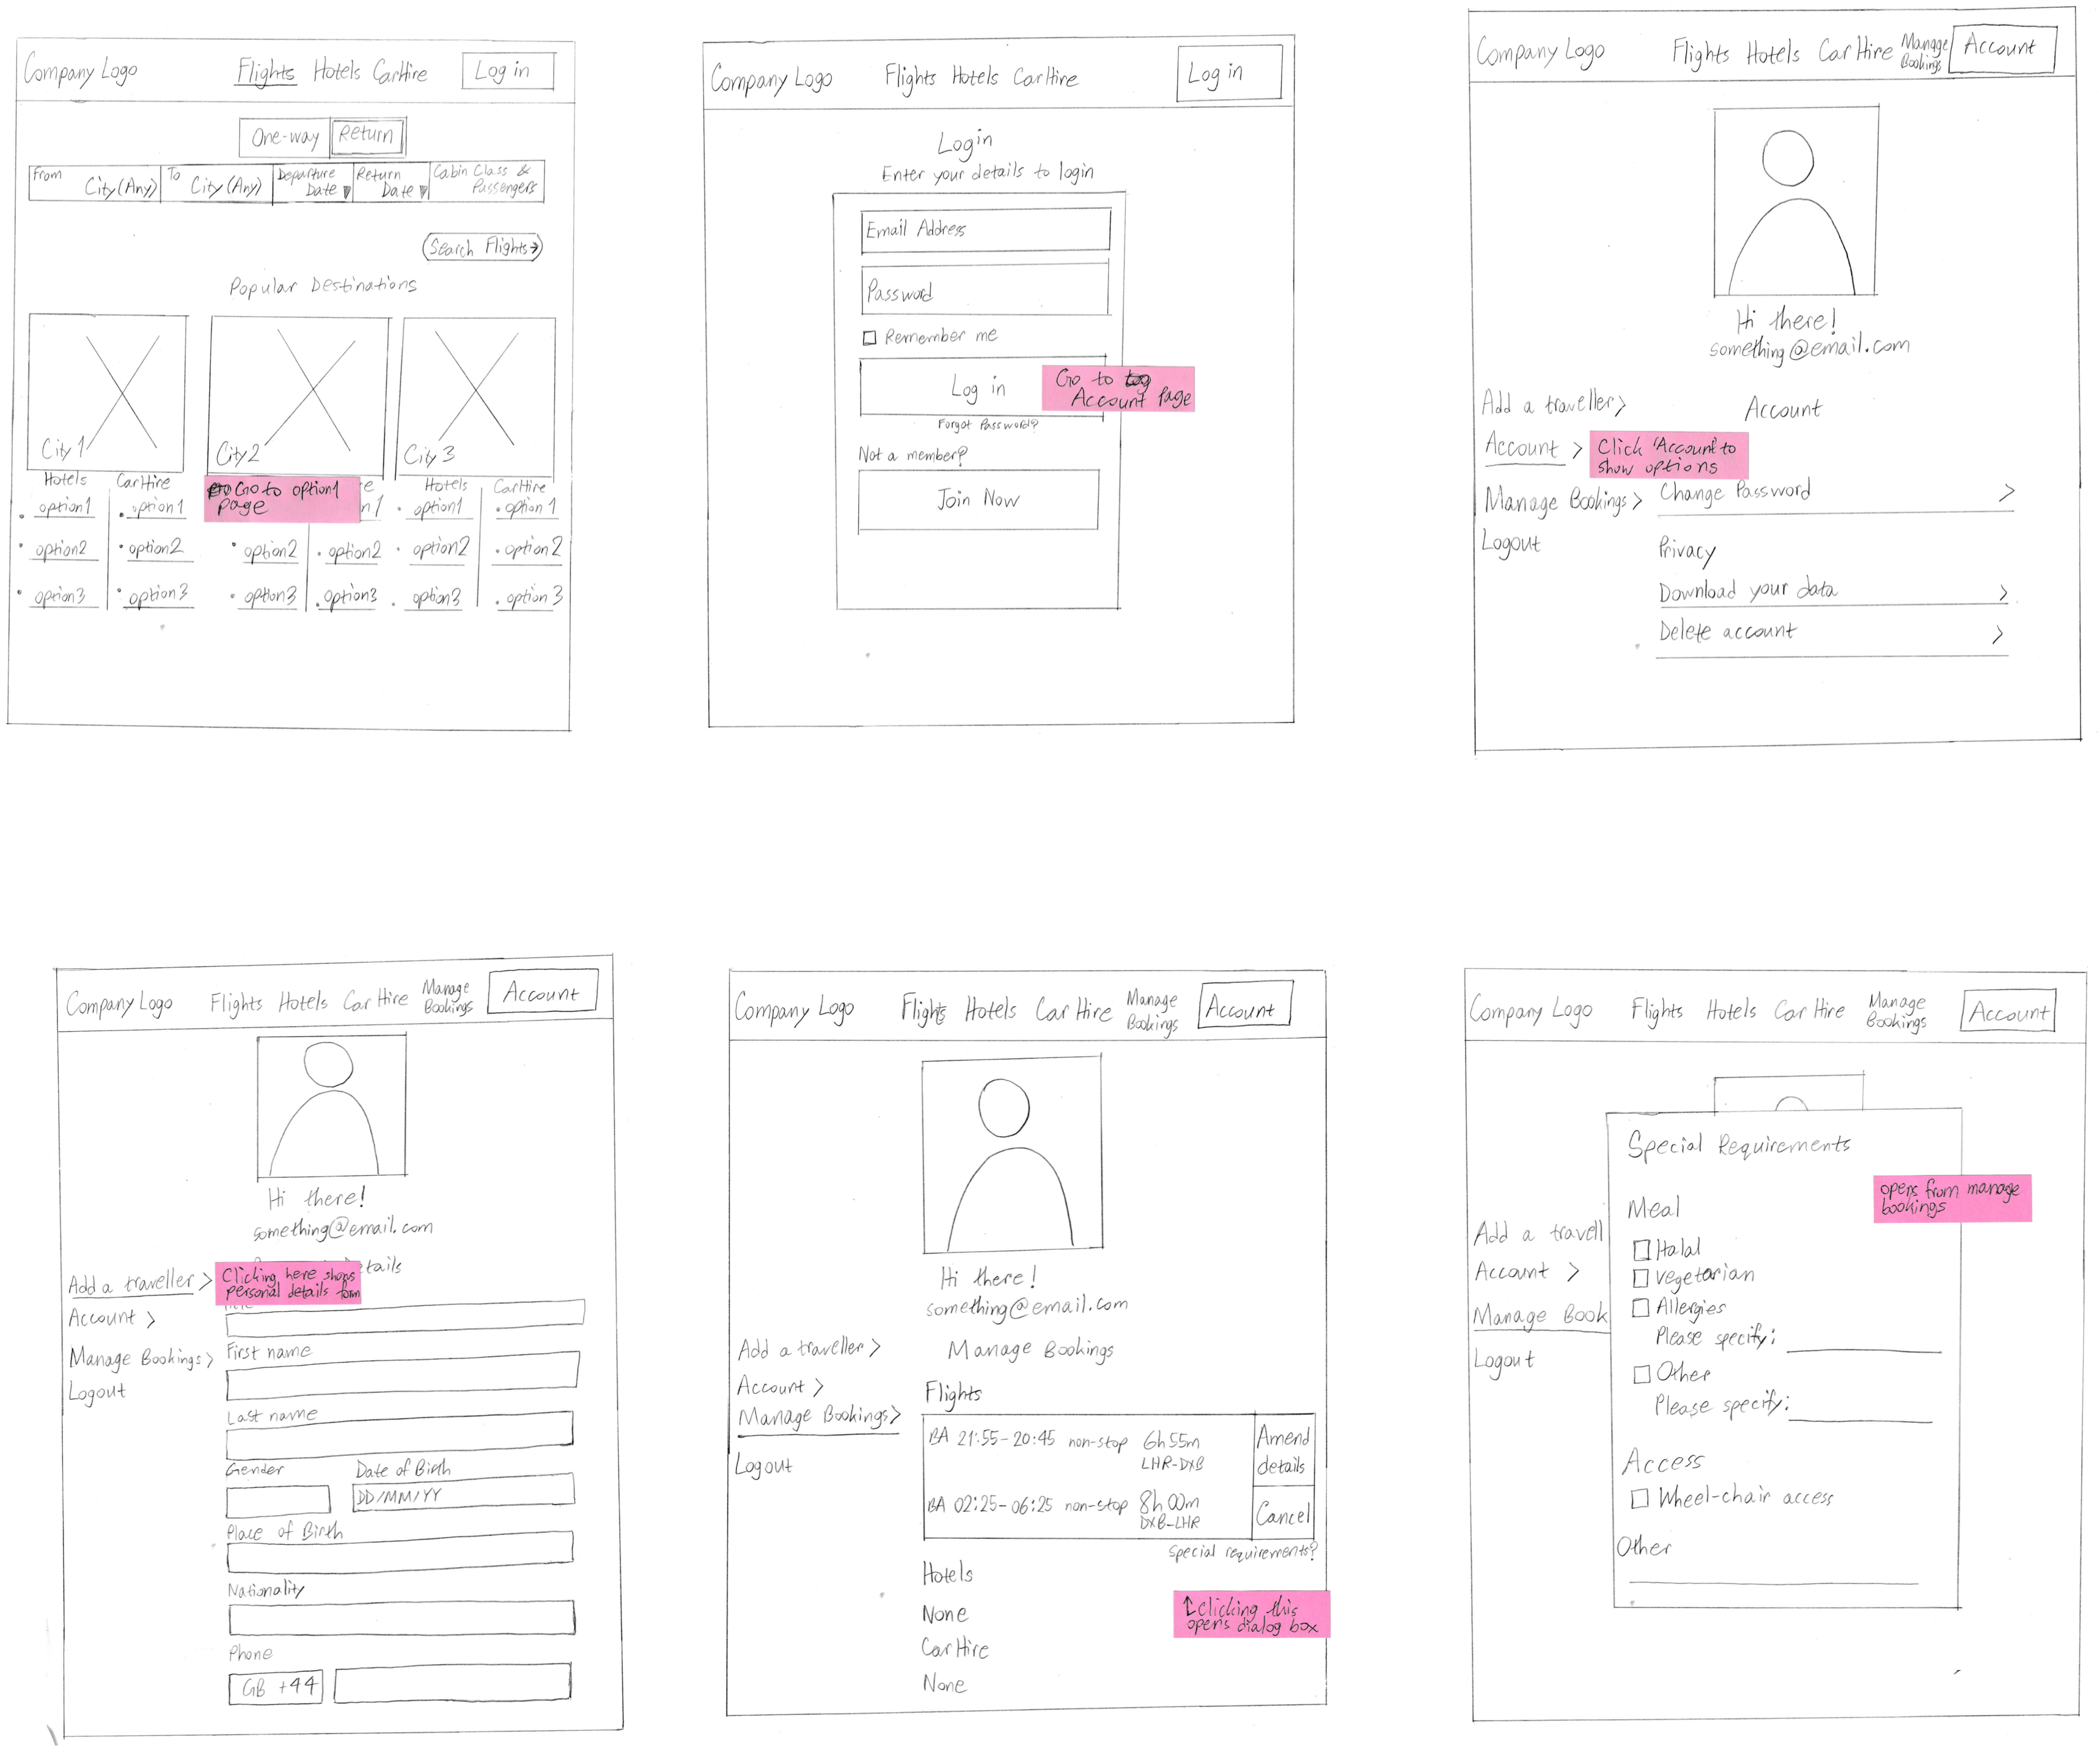 Company Logo Flights Hotels Car Hire Log in
One-way Return
From City (Any) To City (Any) Departure Date Return Date Cabin Class & Passengers
Search Flights →
Popular Destinations
City 1 City 2 City 3
Hotels Car Hire Hotels Car Hire
Go to option1
page
option1 option1 option1 option 1
option2 option2 option2 option2 option2 option 2
option3 option3 option3 option3 option3 option 3
Company Logo Flights Hotels Car Hire Log in
Login
Enter your details to login
Email Address
Password
Remember me
Log in
Go to
Account Page
Forgot Password?
Not a member?
Join Now
Company Logo Flights Hotels Car Hire Manage Bookings Account
Hi there!
something@email.com
Add a traveller > Account
Account >
Click 'Account' to
show options
Manage Bookings > Change Password >
Logout
Privacy
Download your data >
Delete account >
Company Logo Flights Hotels Car Hire Manage Bookings Account
Hi there!
something@email.com
Add a traveller >
Clicking here shows
personal details form
Account >
Manage Bookings >
Logout
First name
Last name
Gender Date of Birth
DD/MM/YY
Place of Birth
Nationality
Phone
GB +44
Company Logo Flights Hotels Car Hire Manage Bookings Account
Hi there!
something@email.com
Add a traveller > Manage Bookings
Account >
Manage Bookings >
Logout
Flights
BA 21:55-20:45 non-stop 6h 55m
LHR-DXB
Amend
details
BA 02:25-06:25 non-stop 8h 00m
DXB-LHR
Cancel
Special requirements?
Hotels
None
↑ clicking this
opens dialog box
Car Hire
None
Company Logo Flights Hotels Car Hire Manage Bookings Account
Add a travell
Account >
Manage Book
Logout
Special Requirements
opens from manage
bookings
Meal
Halal
vegetarian
Allergies
Please specify:
Other
Please specify:
Access
Wheel-chair access
Other